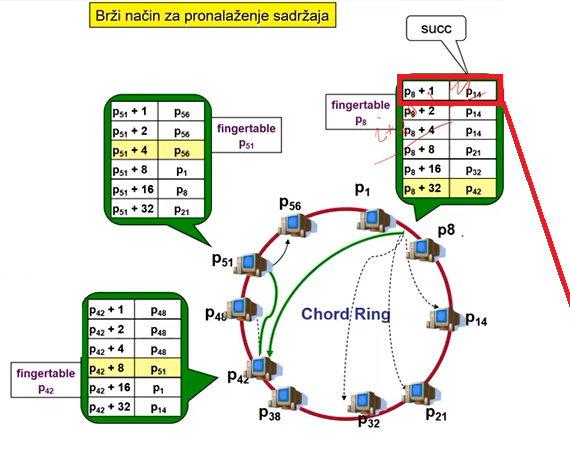 Brži način za pronalaženje sadržaja
succ
p8 + 1 p14
p8 + 2 p14
p8 + 4 p14
p8 + 8 p21
p8 + 16 p32
p8 + 32 p42
fingertable
p8
p51 + 1 p56
p51 + 2 p56
p51 + 4 p56
p51 + 8 p1
p51 + 16 p8
p51 + 32 p21
fingertable
p51
p1
p56
p8
p51
p48
Chord Ring
p14
p42
p38
p32
p21
p42 + 1 p48
p42 + 2 p48
p42 + 4 p48
p42 + 8 p51
p42 + 16 p1
p42 + 32 p14
fingertable
p42